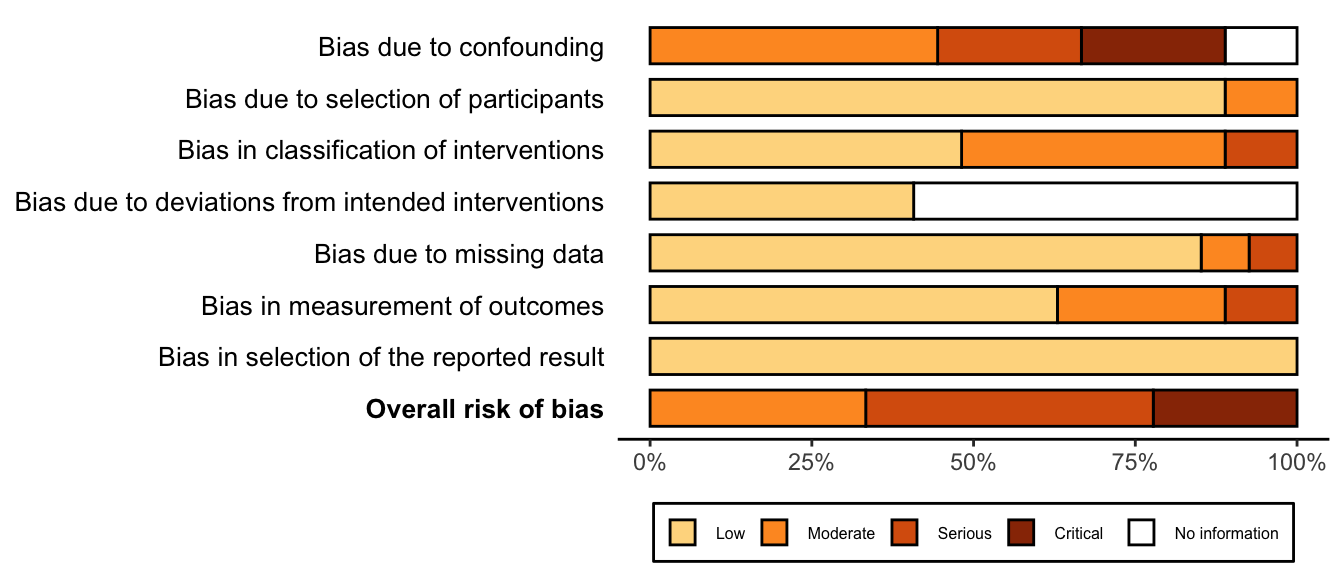 Bias due to confounding
Bias due to selection of participants
Bias in classification of interventions
Bias due to deviations from intended interventions
Bias due to missing data
Bias in measurement of outcomes
Bias in selection of the reported result
Overall risk of bias
0% 25% 50% 75% 100%
Low Moderate Serious Critical No information